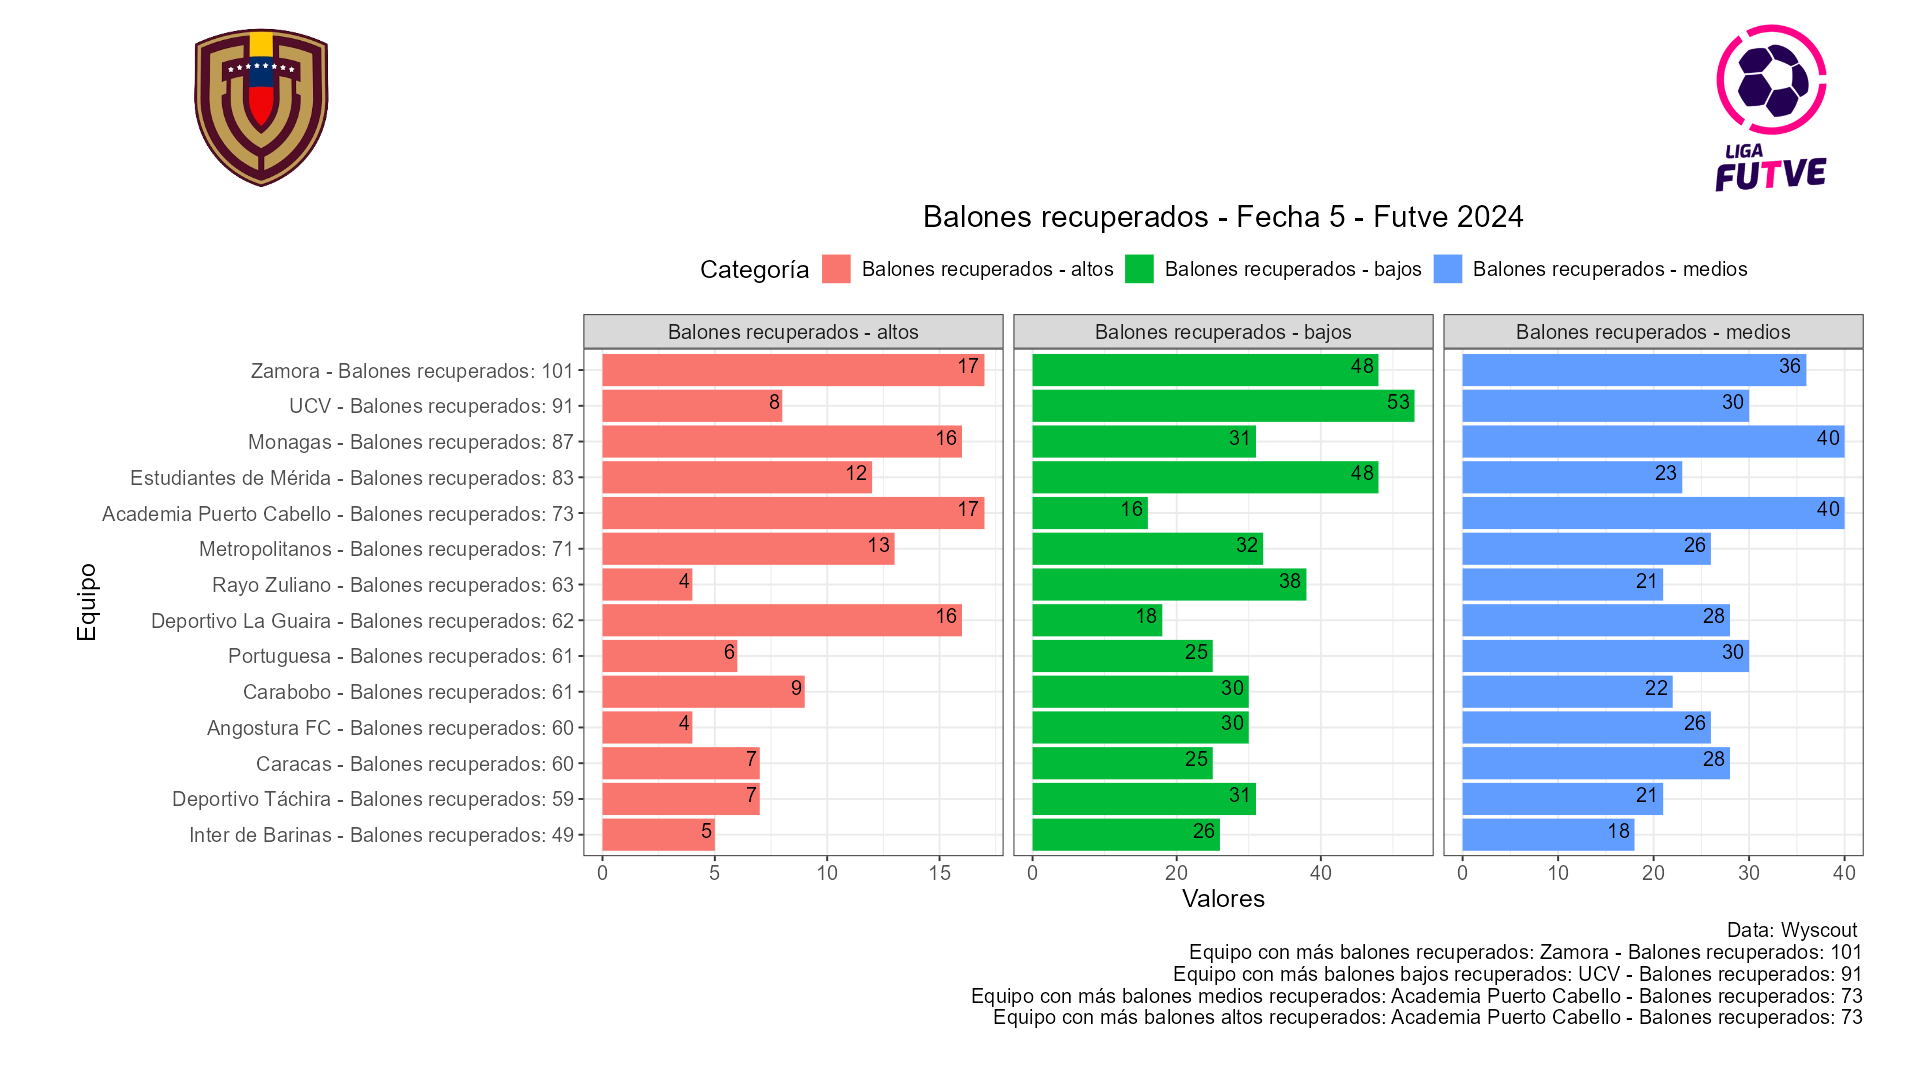 LIGA
FUTVE
Balones recuperados - Fecha 5 - Futve 2024
Categoría Balones recuperados - altos Balones recuperados - bajos Balones recuperados - medios
Balones recuperados - altos Balones recuperados - bajos Balones recuperados - medios
Zamora - Balones recuperados: 101 17 48 36
UCV - Balones recuperados: 91 8 53 30
Monagas - Balones recuperados: 87 16 31 40
Estudiantes de Mérida - Balones recuperados: 83 12 48 23
Academia Puerto Cabello - Balones recuperados: 73 17 16 40
Metropolitanos - Balones recuperados: 71 13 32 26
Rayo Zuliano - Balones recuperados: 63 4 38 21
Deportivo La Guaira - Balones recuperados: 62 16 18 28
Portuguesa - Balones recuperados: 61 6 25 30
Carabobo - Balones recuperados: 61 9 30 22
Angostura FC - Balones recuperados: 60 4 30 26
Caracas - Balones recuperados: 60 7 25 28
Deportivo Táchira - Balones recuperados: 59 7 31 21
Inter de Barinas - Balones recuperados: 49 5 26 18
Equipo
0 5 10 15 0 20 40 0 10 20 30 40
Valores
Data: Wyscout
Equipo con más balones recuperados: Zamora - Balones recuperados: 101
Equipo con más balones bajos recuperados: UCV - Balones recuperados: 91
Equipo con más balones medios recuperados: Academia Puerto Cabello - Balones recuperados: 73
Equipo con más balones altos recuperados: Academia Puerto Cabello - Balones recuperados: 73